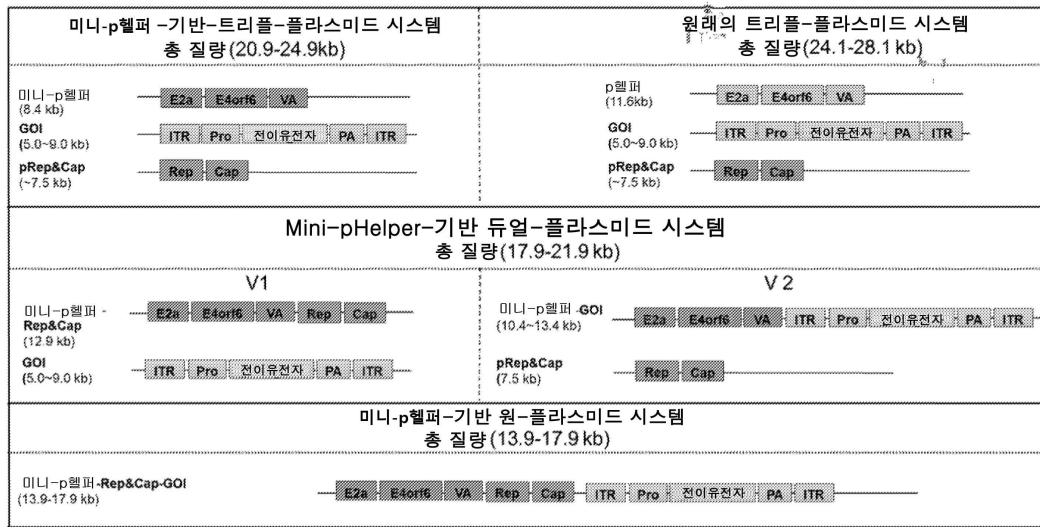 미니-p헬퍼 -기반-트리플-플라스미드 시스템
총 질량(20.9-24.9kb)
미니-p헬퍼
(8.4 kb)
E2a E4orf6 VA
GOI
(5.0~9.0 kb)
ITR Pro 전이유전자 PA ITR
pRep&Cap
(~7.5 kb)
Rep Cap
원래의 트리플-플라스미드 시스템
총 질량(24.1-28.1 kb)
p헬퍼
(11.6kb)
E2a E4orf6 VA
GOI
(5.0~9.0 kb)
ITR Pro 전이유전자 PA ITR
pRep&Cap
(~7.5 kb)
Rep Cap
Mini-pHelper-기반 듀얼-플라스미드 시스템
총 질량(17.9-21.9 kb)
V1
미니-p헬퍼 -
Rep&Cap
(12.9 kb)
E2a E4orf6 VA Rep Cap
GOI
(5.0~9.0 kb)
ITR Pro 전이유전자 PA ITR
V 2
미니-p헬퍼 -GOI
(10.4~13.4 kb)
E2a E4orf6 VA ITR Pro 전이유전자 PA ITR
pRep&Cap
(7.5 kb)
Rep Cap
미니-p헬퍼-기반 원-플라스미드 시스템
총 질량(13.9-17.9 kb)
미니-p헬퍼-Rep&Cap-GOI
(13.9-17.9 kb)
E2a E4orf6 VA Rep Cap ITR Pro 전이유전자 PA ITR